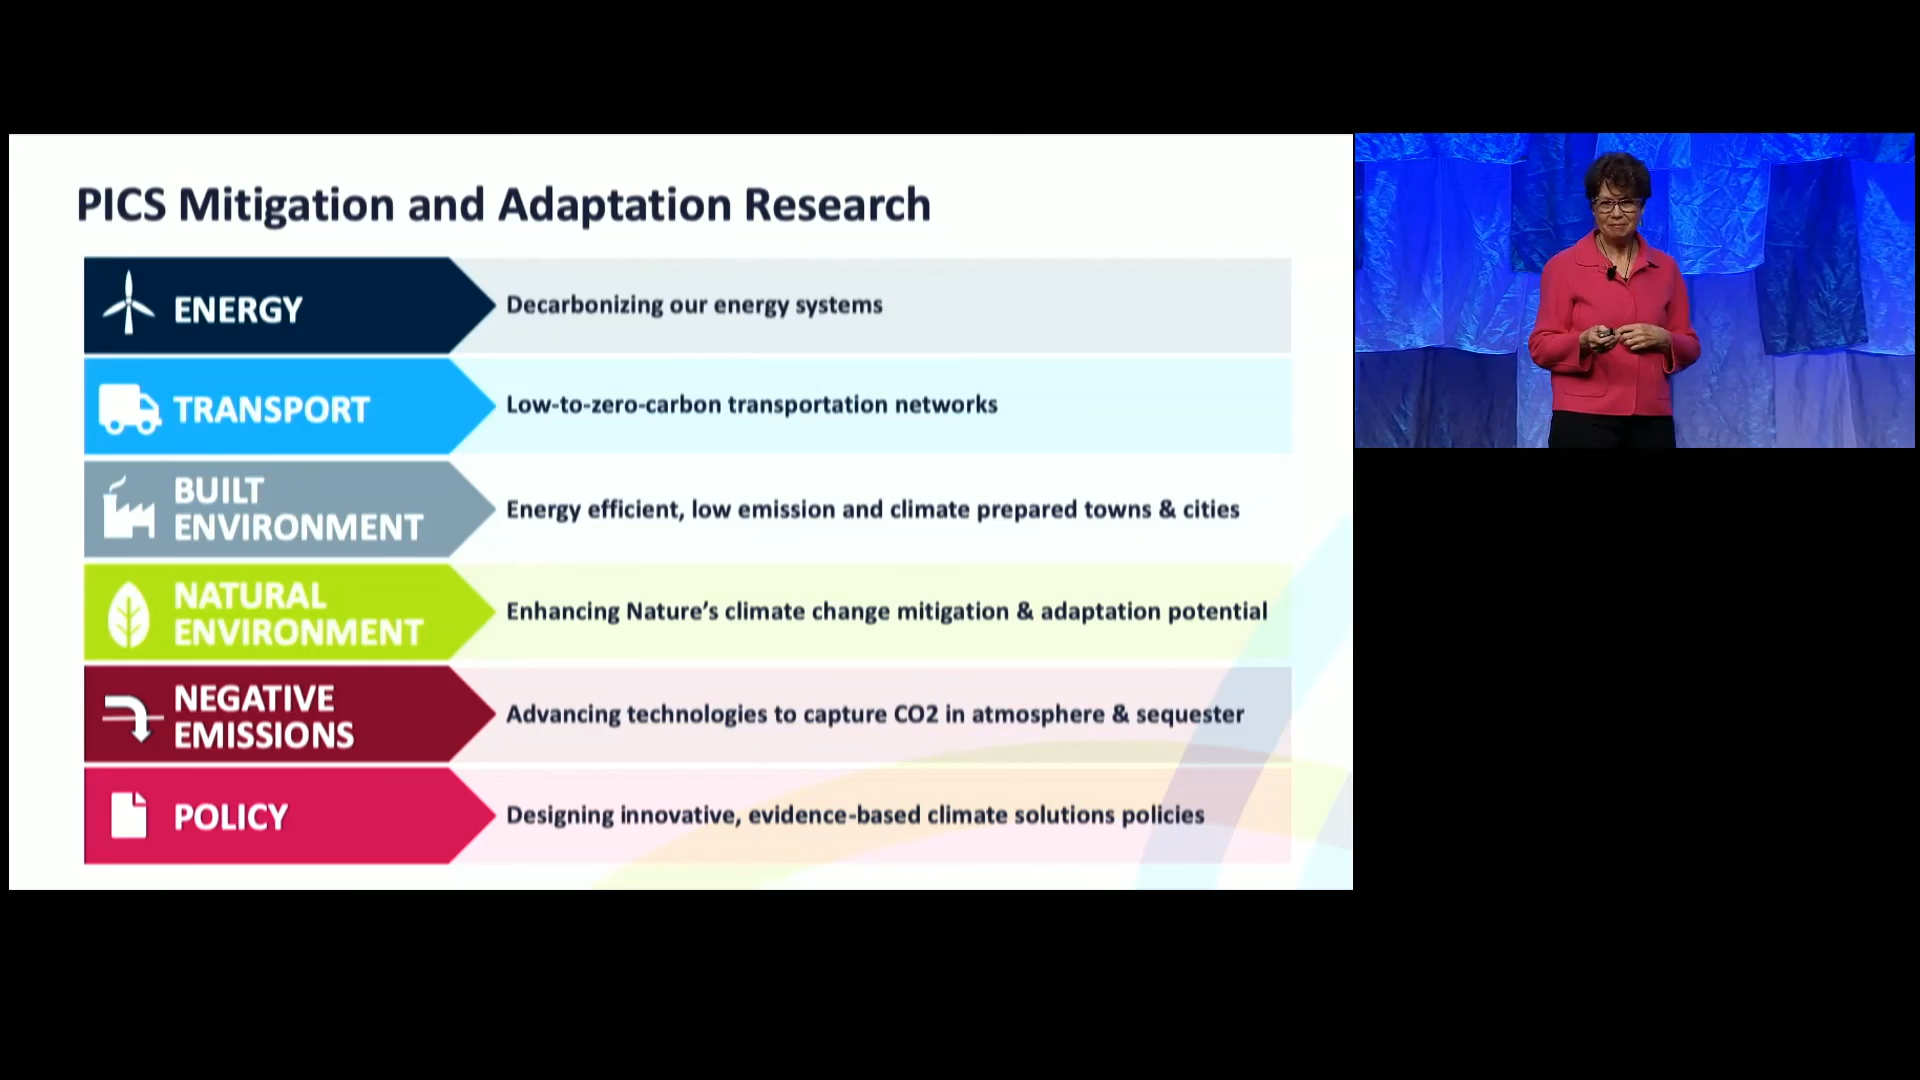 PICS Mitigation and Adaptation Research
ENERGY
Decarbonizing our energy systems
TRANSPORT
Low-to-zero-carbon transportation networks
BUILT
ENVIRONMENT
Energy efficient, low emission and climate prepared towns & cities
NATURAL
ENVIRONMENT
Enhancing Nature’s climate change mitigation & adaptation potential
NEGATIVE
EMISSIONS
Advancing technologies to capture CO2 in atmosphere & sequester
POLICY
Designing innovative, evidence-based climate solutions policies